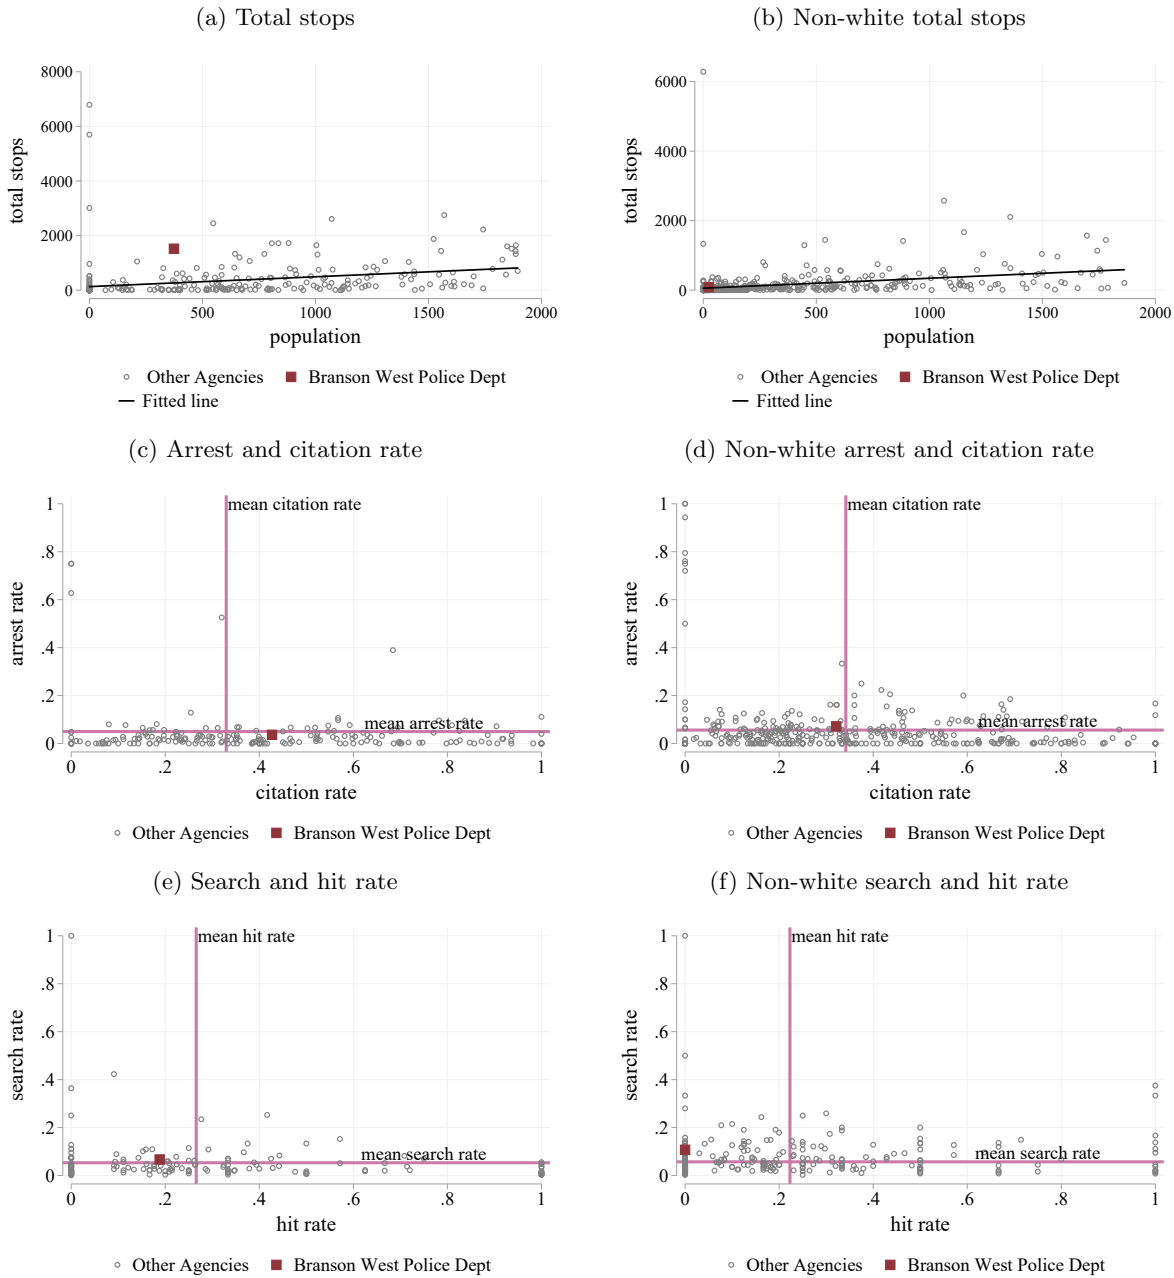 (a) Total stops
(b) Non-white total stops
8000
6000
4000
2000
0
total stops
0 500 1000 1500 2000
population
Other Agencies Branson West Police Dept
Fitted line
6000
4000
2000
0
total stops
0 500 1000 1500 2000
population
Other Agencies Branson West Police Dept
Fitted line
(c) Arrest and citation rate
(d) Non-white arrest and citation rate
1
.8
.6
.4
.2
0
arrest rate
mean citation rate
mean arrest rate
0 .2 .4 .6 .8 1
citation rate
Other Agencies Branson West Police Dept
1
.8
.6
.4
.2
0
arrest rate
mean citation rate
mean arrest rate
0 .2 .4 .6 .8 1
citation rate
Other Agencies Branson West Police Dept
(e) Search and hit rate
(f) Non-white search and hit rate
1
.8
.6
.4
.2
0
search rate
mean hit rate
mean search rate
0 .2 .4 .6 .8 1
hit rate
Other Agencies Branson West Police Dept
1
.8
.6
.4
.2
0
search rate
mean hit rate
mean search rate
0 .2 .4 .6 .8 1
hit rate
Other Agencies Branson West Police Dept